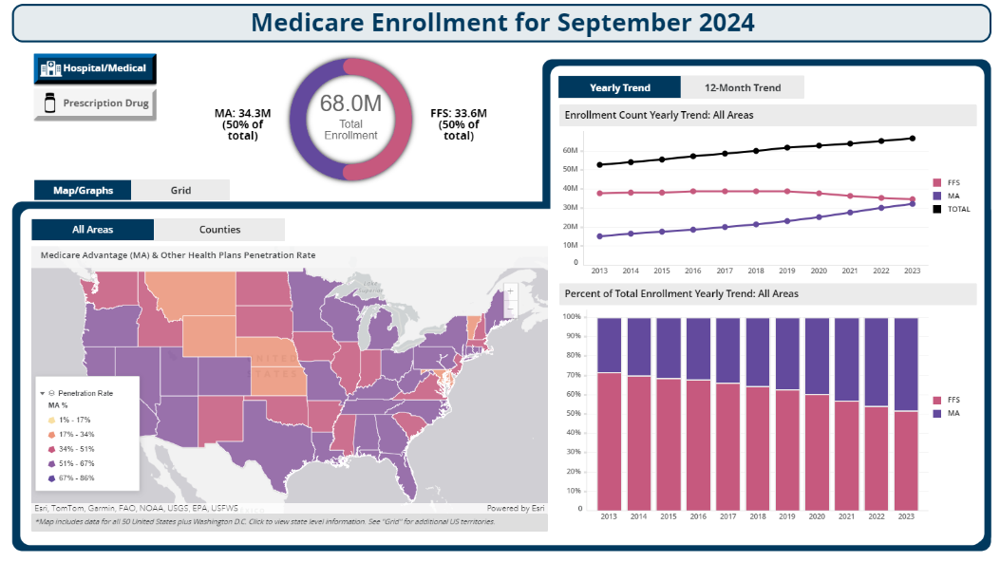 Medicare Enrollment for September 2024
Hospital/Medical
Prescription Drug
MA: 34.3M
(50% of
total)
68.0M
Total
Enrollment
FFS: 33.6M
(50% of
total)
Map/Graphs
Grid
All Areas
Counties
Medicare Advantage (MA) & Other Health Plans Penetration Rate
Lake
Superior
UNITED
STATES
+
−
Penetration Rate
MA %
1% - 17%
17% - 34%
34% - 51%
51% - 67%
67% - 86%
Esri, TomTom, Garmin, FAO, NOAA, USGS, EPA, USFWS
Powered by Esri
*Map includes data for all 50 United States plus Washington D.C. Click to view state level information. See "Grid" for additional US territories.
Yearly Trend
12-Month Trend
Enrollment Count Yearly Trend: All Areas
60M
50M
40M
30M
20M
10M
0
2013 2014 2015 2016 2017 2018 2019 2020 2021 2022 2023
FFS
MA
TOTAL
Percent of Total Enrollment Yearly Trend: All Areas
100%
90%
80%
70%
60%
50%
40%
30%
20%
10%
0
2013 2014 2015 2016 2017 2018 2019 2020 2021 2022 2023
FFS
MA